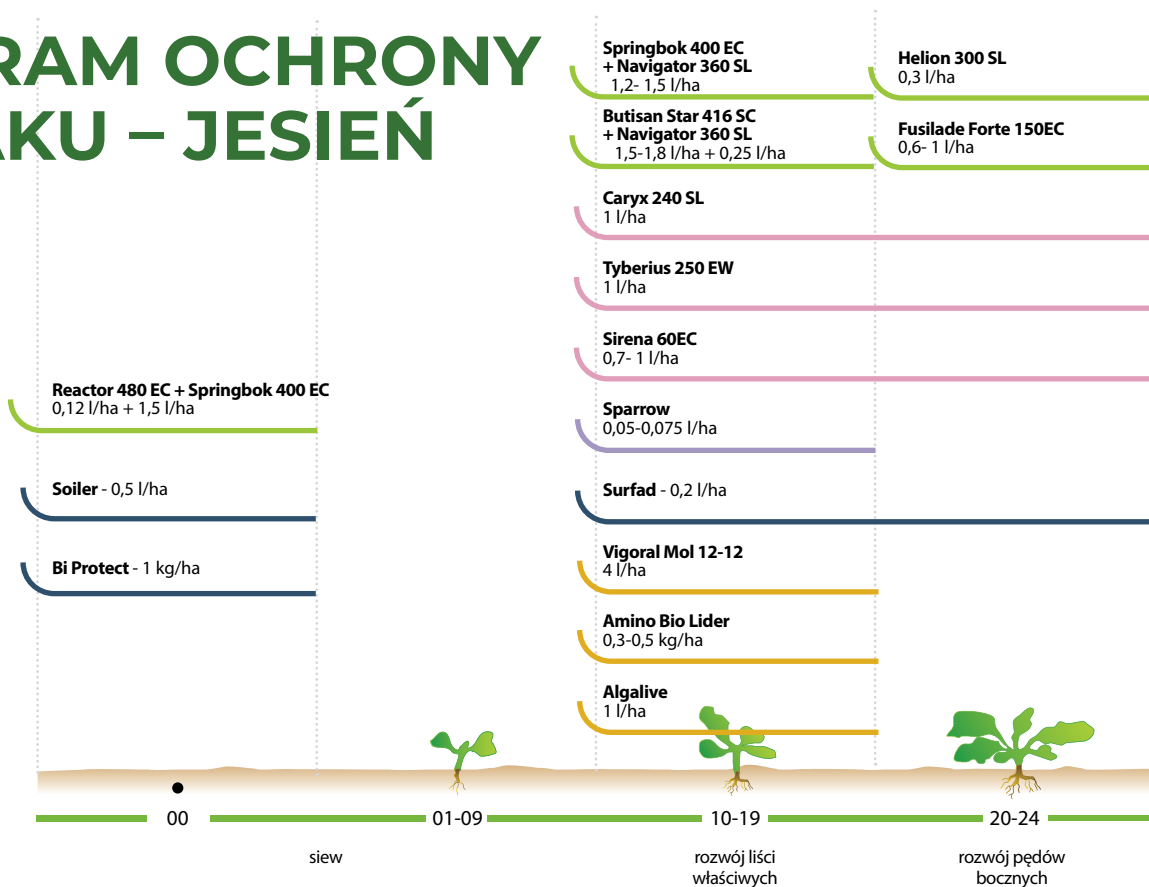 RAM OCHRONY
AKU – JESIEŃ
Springbok 400 EC
+ Navigator 360 SL
1,2- 1,5 l/ha
Helion 300 SL
0,3 l/ha
Butisan Star 416 SC
+ Navigator 360 SL
1,5-1,8 l/ha + 0,25 l/ha
Fusilade Forte 150EC
0,6- 1 l/ha
Caryx 240 SL
1 l/ha
Tyberius 250 EW
1 l/ha
Sirena 60EC
0,7- 1 l/ha
Reactor 480 EC + Springbok 400 EC
0,12 l/ha + 1,5 l/ha
Sparrow
0,05-0,075 l/ha
Soiler - 0,5 l/ha
Surfad - 0,2 l/ha
Bi Protect - 1 kg/ha
Vigoral Mol 12-12
4 l/ha
Amino Bio Lider
0,3-0,5 kg/ha
Algalive
1 l/ha
00
01-09
10-19
20-24
siew
rozwój liści
właściwych
rozwój pędów
bocznych